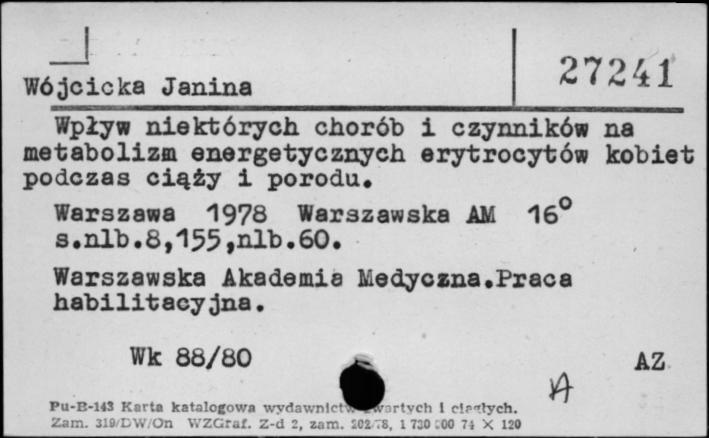 27241
Wójcicka Janina
Wpływ niektórych chorób i czynników na
metabolizm energetycznych erytrocytów kobiet
podczas ciąży i porodu.
Warszawa 1978 Warszawska AM 16°
s.nlb.8,155,nlb.60.
Warszawska Akademia Medyczna.Praca
habilitacyjna.
Wk 88/80
AZ
Pu-B-143 Karta katalogowa wydawnictw zwartych i ciągłych.
Zam. 319/DW/On WZGraf. Z-d 2, zam. 202/78, 1 730 000 74 × 120